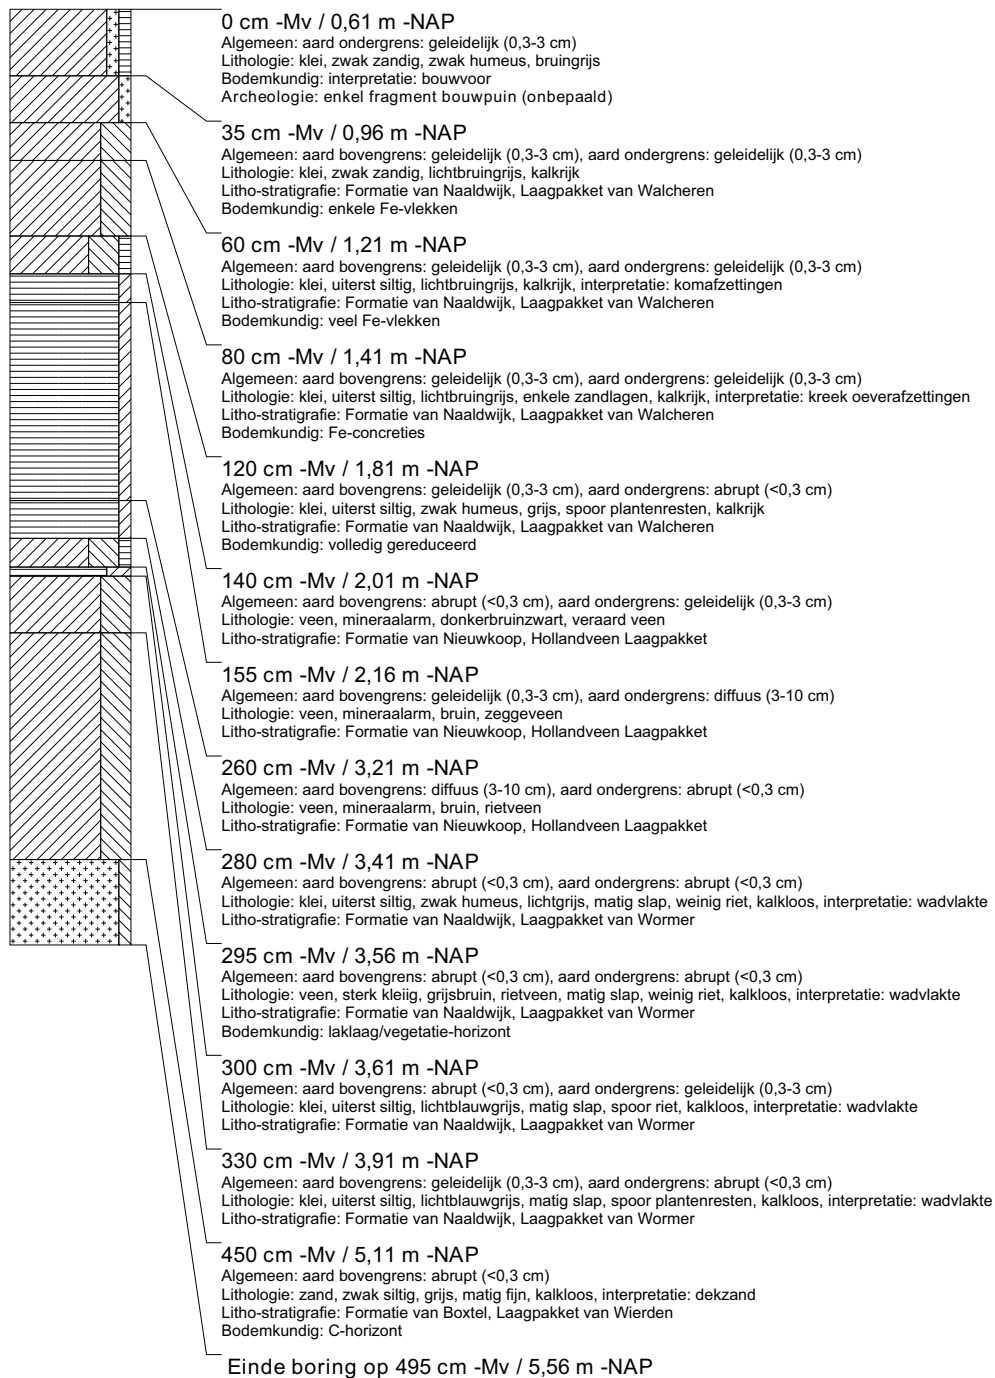 0 cm -Mv / 0,61 m -NAP
Algemeen: aard ondergrens: geleidelijk (0,3-3 cm)
Lithologie: klei, zwak zandig, zwak humeus, bruingrijs
Bodemkundig: interpretatie: bouwvoor
Archeologie: enkel fragment bouwpuin (onbepaald)
35 cm -Mv / 0,96 m -NAP
Algemeen: aard bovengrens: geleidelijk (0,3-3 cm), aard ondergrens: geleidelijk (0,3-3 cm)
Lithologie: klei, zwak zandig, lichtbruingrijs, kalkrijk
Litho-stratigrafie: Formatie van Naaldwijk, Laagpakket van Walcheren
Bodemkundig: enkele Fe-vlekken
60 cm -Mv / 1,21 m -NAP
Algemeen: aard bovengrens: geleidelijk (0,3-3 cm), aard ondergrens: geleidelijk (0,3-3 cm)
Lithologie: klei, uiterst siltig, lichtbruingrijs, kalkrijk, interpretatie: komafzettingen
Litho-stratigrafie: Formatie van Naaldwijk, Laagpakket van Walcheren
Bodemkundig: veel Fe-vlekken
80 cm -Mv / 1,41 m -NAP
Algemeen: aard bovengrens: geleidelijk (0,3-3 cm), aard ondergrens: geleidelijk (0,3-3 cm)
Lithologie: klei, uiterst siltig, lichtbruingrijs, enkele zandlagen, kalkrijk, interpretatie: kreek oeverafzettingen
Litho-stratigrafie: Formatie van Naaldwijk, Laagpakket van Walcheren
Bodemkundig: Fe-concreties
120 cm -Mv / 1,81 m -NAP
Algemeen: aard bovengrens: geleidelijk (0,3-3 cm), aard ondergrens: abrupt (<0,3 cm)
Lithologie: klei, uiterst siltig, zwak humeus, grijs, spoor plantenresten, kalkrijk
Litho-stratigrafie: Formatie van Naaldwijk, Laagpakket van Walcheren
Bodemkundig: volledig gereduceerd
140 cm -Mv / 2,01 m -NAP
Algemeen: aard bovengrens: abrupt (<0,3 cm), aard ondergrens: geleidelijk (0,3-3 cm)
Lithologie: veen, mineraalarm, donkerbruinzwart, veraard veen
Litho-stratigrafie: Formatie van Nieuwkoop, Hollandveen Laagpakket
155 cm -Mv / 2,16 m -NAP
Algemeen: aard bovengrens: geleidelijk (0,3-3 cm), aard ondergrens: diffuus (3-10 cm)
Lithologie: veen, mineraalarm, bruin, zeggeveen
Litho-stratigrafie: Formatie van Nieuwkoop, Hollandveen Laagpakket
260 cm -Mv / 3,21 m -NAP
Algemeen: aard bovengrens: diffuus (3-10 cm), aard ondergrens: abrupt (<0,3 cm)
Lithologie: veen, mineraalarm, bruin, rietveen
Litho-stratigrafie: Formatie van Nieuwkoop, Hollandveen Laagpakket
280 cm -Mv / 3,41 m -NAP
Algemeen: aard bovengrens: abrupt (<0,3 cm), aard ondergrens: abrupt (<0,3 cm)
Lithologie: klei, uiterst siltig, zwak humeus, lichtgrijs, matig slap, weinig riet, kalkloos, interpretatie: wadvlakte
Litho-stratigrafie: Formatie van Naaldwijk, Laagpakket van Wormer
295 cm -Mv / 3,56 m -NAP
Algemeen: aard bovengrens: abrupt (<0,3 cm), aard ondergrens: abrupt (<0,3 cm)
Lithologie: veen, sterk kleiig, grijsbruin, rietveen, matig slap, weinig riet, kalkloos, interpretatie: wadvlakte
Litho-stratigrafie: Formatie van Naaldwijk, Laagpakket van Wormer
Bodemkundig: laklaag/vegetatie-horizont
300 cm -Mv / 3,61 m -NAP
Algemeen: aard bovengrens: abrupt (<0,3 cm), aard ondergrens: geleidelijk (0,3-3 cm)
Lithologie: klei, uiterst siltig, lichtblauwgrijs, matig slap, spoor riet, kalkloos, interpretatie: wadvlakte
Litho-stratigrafie: Formatie van Naaldwijk, Laagpakket van Wormer
330 cm -Mv / 3,91 m -NAP
Algemeen: aard bovengrens: geleidelijk (0,3-3 cm), aard ondergrens: abrupt (<0,3 cm)
Lithologie: klei, uiterst siltig, lichtblauwgrijs, matig slap, spoor plantenresten, kalkloos, interpretatie: wadvlakte
Litho-stratigrafie: Formatie van Naaldwijk, Laagpakket van Wormer
450 cm -Mv / 5,11 m -NAP
Algemeen: aard bovengrens: abrupt (<0,3 cm)
Lithologie: zand, zwak siltig, grijs, matig fijn, kalkloos, interpretatie: dekzand
Litho-stratigrafie: Formatie van Boxtel, Laagpakket van Wierden
Bodemkundig: C-horizont
Einde boring op 495 cm -Mv / 5,56 m -NAP